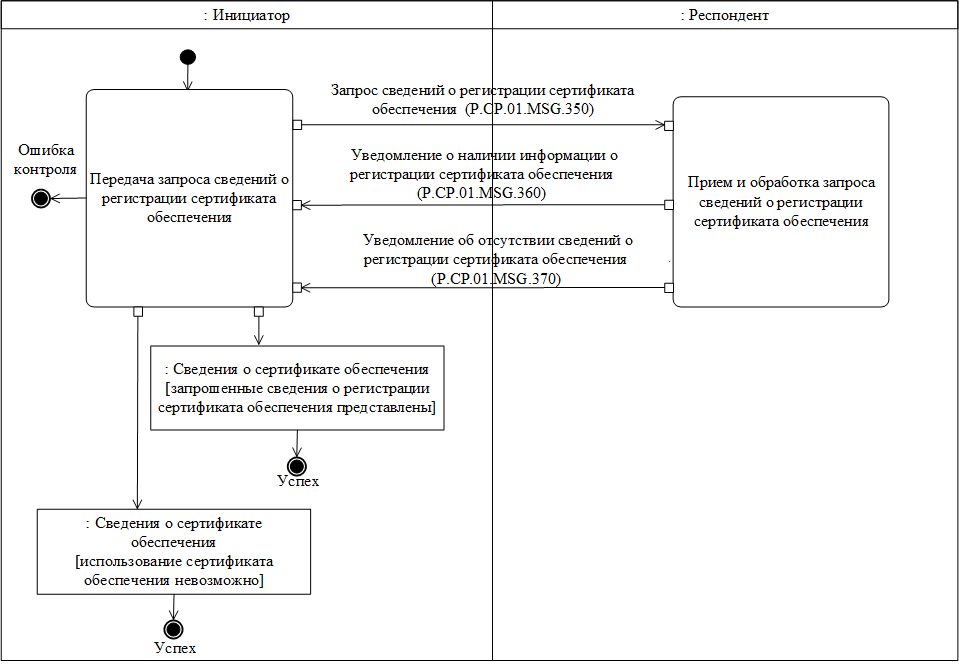 : Инициатор
: Респондент
Запрос сведений о регистрации сертификата
обеспечения (P.CP.01.MSG.350)
Ошибка
контроля
Передача запроса сведений о
регистрации сертификата
обеспечения
Уведомление о наличии информации о
регистрации сертификата обеспечения
(P.CP.01.MSG.360)
Прием и обработка запроса
сведений о регистрации
сертификата обеспечения
Уведомление об отсутствии сведений о
регистрации сертификата обеспечения
(P.CP.01.MSG.370)
: Сведения о сертификате обеспечения
[запрошенные сведения о регистрации
сертификата обеспечения представлены]
Успех
: Сведения о сертификате
обеспечения
[использование сертификата
обеспечения невозможно]
Успех